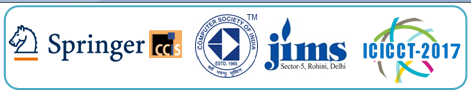 Springer
ccis
COMPUTER SOCIETY OF INDIA
TM
ESTD. 1965
jims
Sector-5, Rohini, Delhi
ICICCT-2017